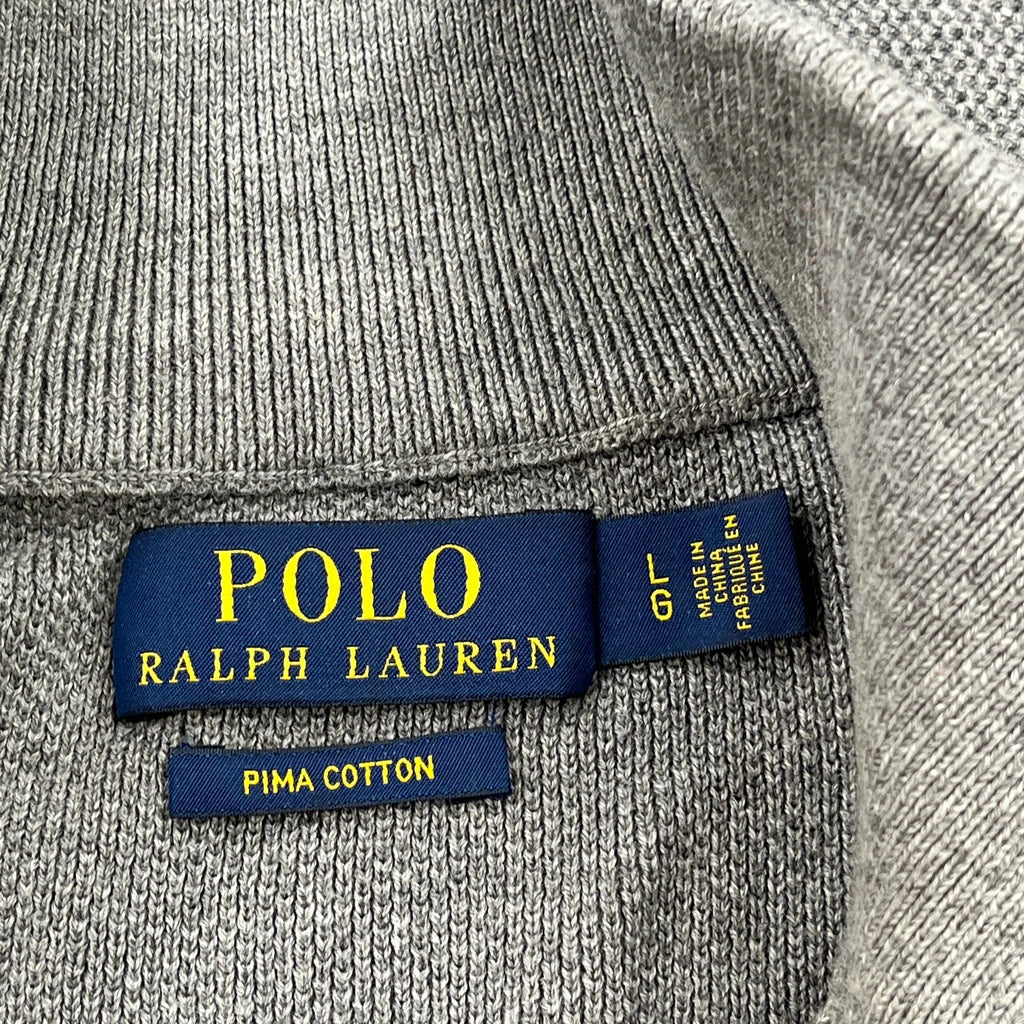 POLO
RALPH LAUREN
L
G
MADE IN
CHINA
FABRIQUÉ EN
CHINE
PIMA COTTON